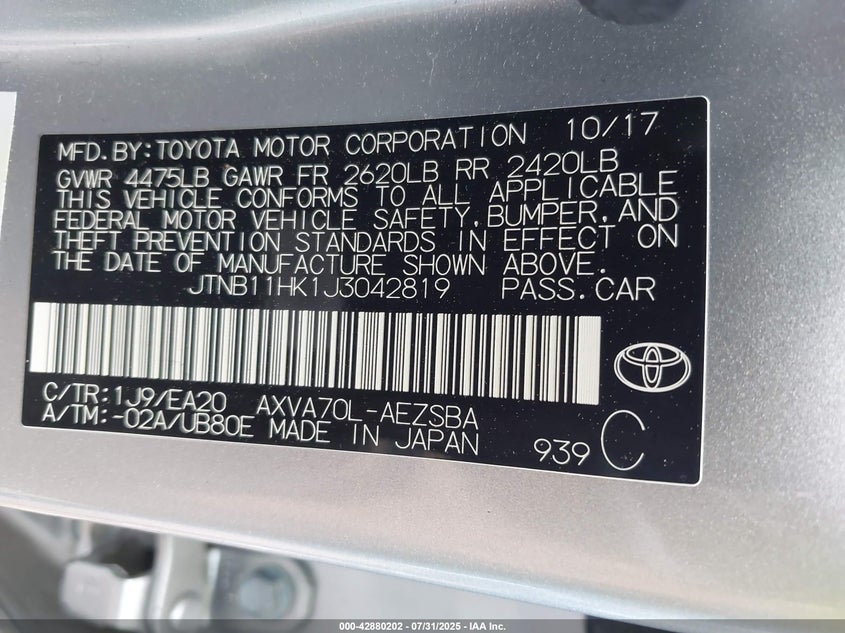 MFD.BY:TOYOTA MOTOR CORPORATION 10/17
GVWR 4475LB GAWR FR 2620LB RR 2420LB
THIS VEHICLE CONFORMS TO ALL APPLICABLE
FEDERAL MOTOR VEHICLE SAFETY,BUMPER,AND
THEFT PREVENTION STANDARDS IN EFFECT ON
THE DATE OF MANUFACTURE SHOWN ABOVE.
JTNB11HK1J3042819 PASS.CAR
C/TR:1J9/EA20 AXVA70L-AEZSBA
A/TM:-02A/UB80E MADE IN JAPAN
939 C
000-42880202 - 07/31/2025 - IAA Inc.